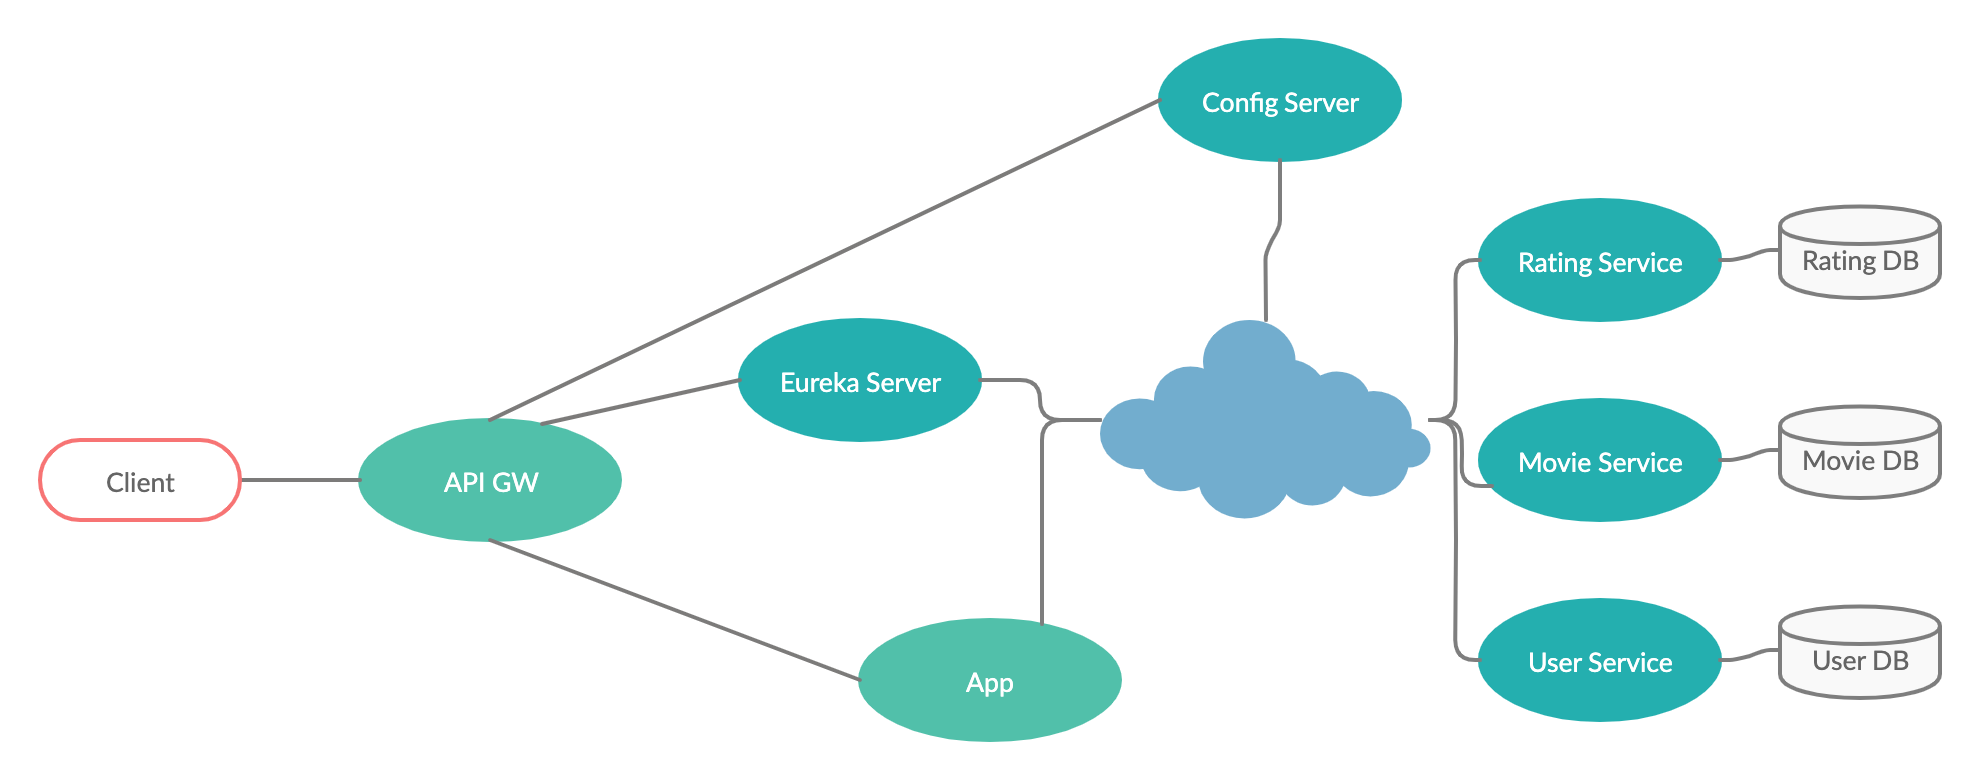 Config Server
Rating Service
Rating DB
Eureka Server
Client
API GW
Movie Service
Movie DB
App
User Service
User DB